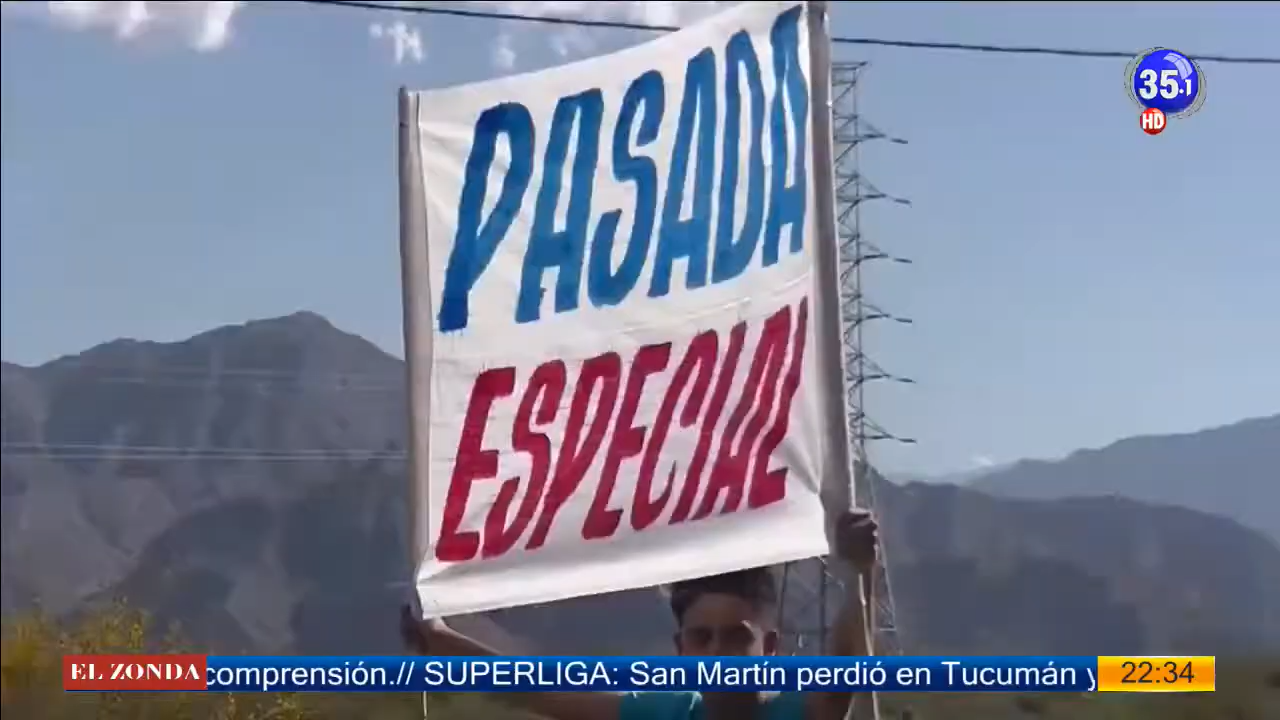 35.1
HD
PASADA
ESPECIAL
EL ZONDA
comprensión.// SUPERLIGA: San Martín perdió en Tucumán y
22:34